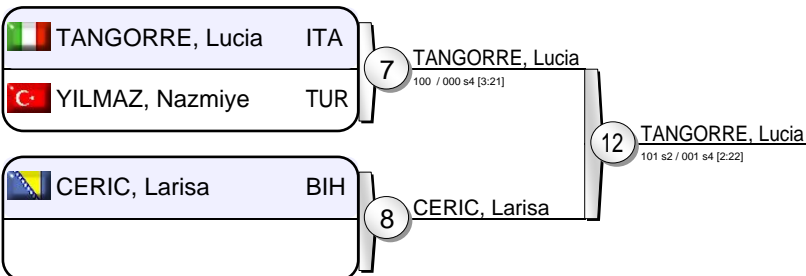 TANGORRE, Lucia ITA
YILMAZ, Nazmiye TUR
7
TANGORRE, Lucia
100 / 000 s4 [3:21]
CERIC, Larisa BIH
8
CERIC, Larisa
12
TANGORRE, Lucia
101 s2 / 001 s4 [2:22]